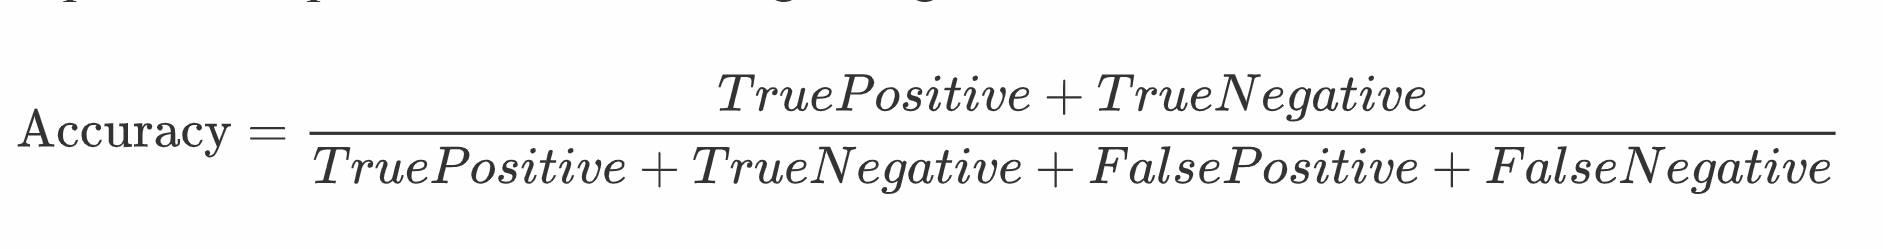 Accuracy = TruePositive + TrueNegative
TruePositive + TrueNegative + FalsePositive + FalseNegative